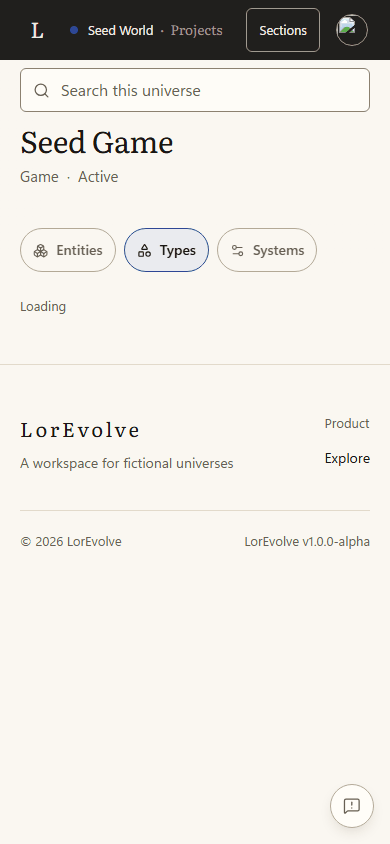 L Seed World · Projects Sections
Search this universe
Seed Game
Game · Active
Entities Types Systems
Loading
LorEvolve Product
A workspace for fictional universes Explore
© 2026 LorEvolve LorEvolve v1.0.0-alpha